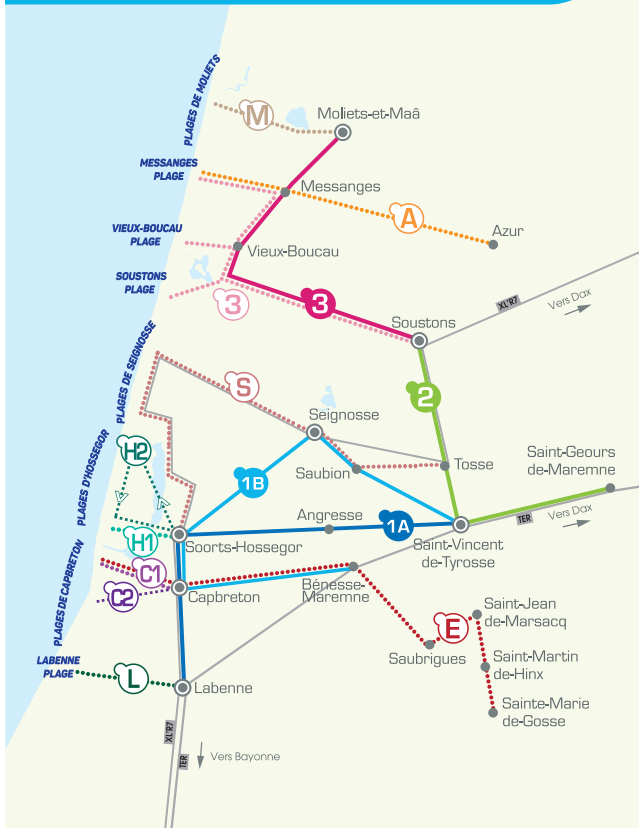 PLAGES DE MOLIETS
M
Moliets-et-Maâ
MESSANGES
PLAGE
Messanges
A
Azur
VIEUX-BOUCAU
PLAGE
Vieux-Boucau
SOUSTONS
PLAGE
3
3
XL'R7
Vers Dax
Soustons
PLAGES DE SEIGNOSSE
S
2
Seignosse
H2
1B
Saubion
Tosse
Saint-Geours
de-Maremne
PLAGES D'HOSSEGOR
Angresse
1A
TER
Vers Dax
H1
Soorts-Hossegor
Saint-Vincent
de-Tyrosse
C1
PLAGES DE CAPBRETON
C2
Capbreton
Bénesse-
Maremne
E
Saint-Jean
de-Marsacq
Saubrigues
LABENNE
PLAGE
L
Labenne
Saint-Martin
de-Hinx
Sainte-Marie
de-Gosse
XL'R7
TER
Vers Bayonne